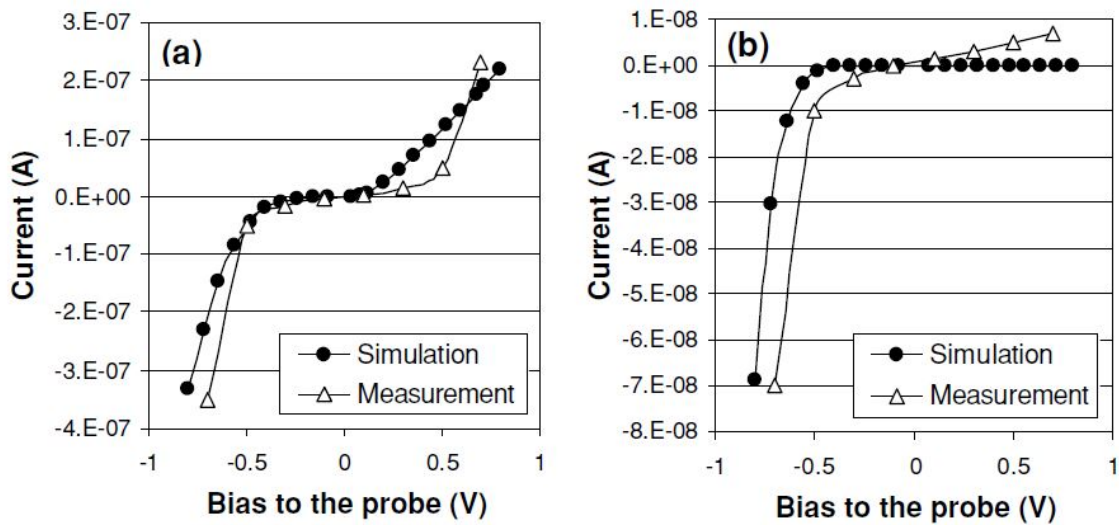 (a)
Current (A)
3.E-07
2.E-07
1.E-07
0.E+00
-1.E-07
-2.E-07
-3.E-07
-4.E-07
Simulation
Measurement
-1
-0.5
0
0.5
1
Bias to the probe (V)
(b)
Current (A)
1.E-08
0.E+00
-1.E-08
-2.E-08
-3.E-08
-4.E-08
-5.E-08
-6.E-08
-7.E-08
-8.E-08
Simulation
Measurement
-1
-0.5
0
0.5
1
Bias to the probe (V)